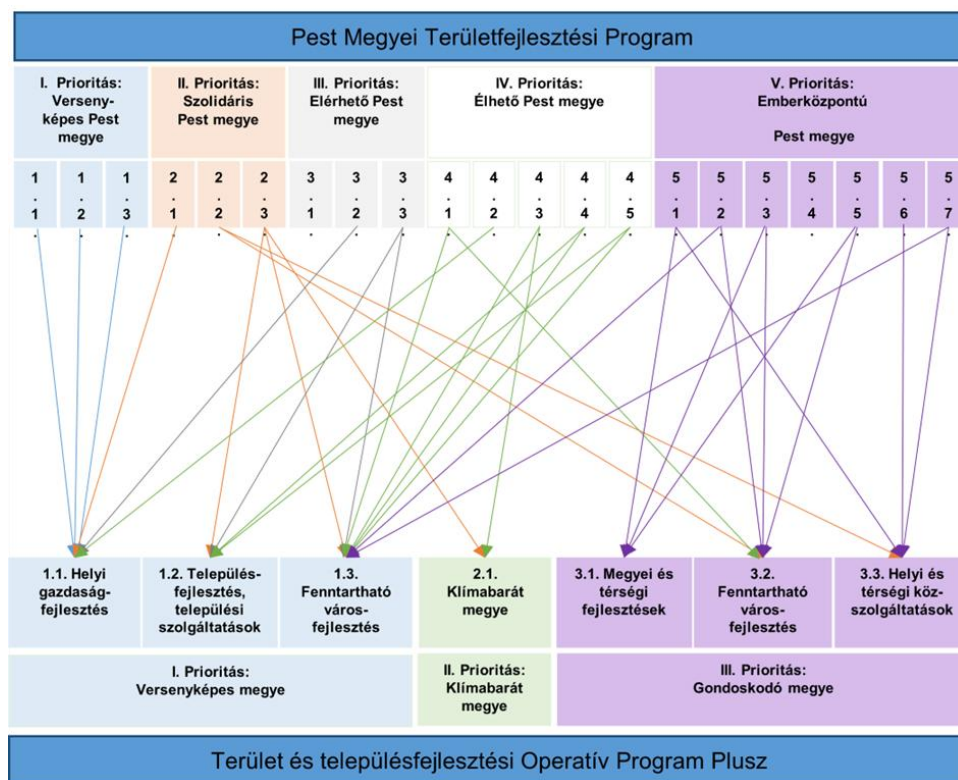 Pest Megyei Területfejlesztési Program
I. Prioritás:
Verseny-
képes Pest
megye
II. Prioritás:
Szolidáris
Pest megye
III. Prioritás:
Elérhető Pest
megye
IV. Prioritás:
Élhető Pest megye
V. Prioritás:
Emberközpontú
Pest megye
1 1 1 2 2 2 3 3 3 4 4 4 4 4 5 5 5 5 5 5 5
. . . . . . . . . . . . . . . . . . . . .
1 2 3 1 2 3 1 2 3 1 2 3 4 5 1 2 3 4 5 6 7
. . . . . . . . . . . . . . . . . . . . .
1.1. Helyi
gazdaság-
fejlesztés
1.2. Település-
fejlesztés,
települési
szolgáltatások
1.3.
Fenntartható
város-
fejlesztés
2.1.
Klímabarát
megye
3.1. Megyei és
térségi
fejlesztések
3.2.
Fenntartható
város-
fejlesztés
3.3. Helyi és
térségi köz-
szolgáltatások
I. Prioritás:
Versenyképes megye
II. Prioritás:
Klímabarát
megye
III. Prioritás:
Gondoskodó megye
Terület és településfejlesztési Operatív Program Plusz